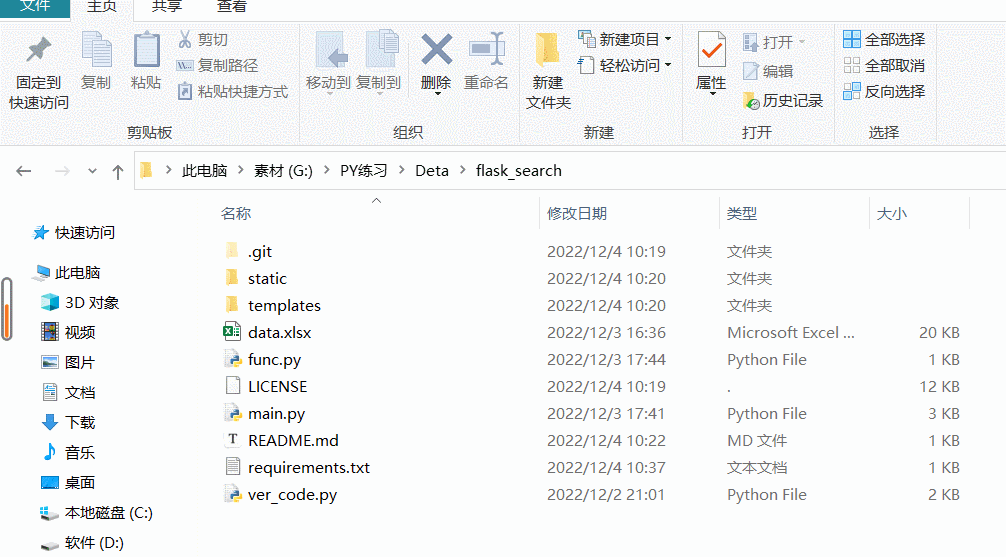 文件 主页 共享 查看
固定到快速访问 复制 粘贴 剪切 复制路径 粘贴快捷方式
移动到 复制到 删除 重命名
新建文件夹 新建项目 轻松访问
属性 打开 编辑 历史记录
全部选择 全部取消 反向选择
剪贴板 组织 新建 打开 选择
此电脑 素材 (G:) PY练习 Deta flask_search
名称 修改日期 类型 大小
快速访问
此电脑
3D 对象
视频
图片
文档
下载
音乐
桌面
本地磁盘 (C:)
软件 (D:)
.git 2022/12/4 10:19 文件夹
static 2022/12/4 10:20 文件夹
templates 2022/12/4 10:20 文件夹
data.xlsx 2022/12/3 16:36 Microsoft Excel ... 20 KB
func.py 2022/12/3 17:44 Python File 1 KB
LICENSE 2022/12/4 10:19 . 12 KB
main.py 2022/12/3 17:41 Python File 3 KB
README.md 2022/12/4 10:22 MD 文件 1 KB
requirements.txt 2022/12/4 10:37 文本文档 1 KB
ver_code.py 2022/12/2 21:01 Python File 2 KB